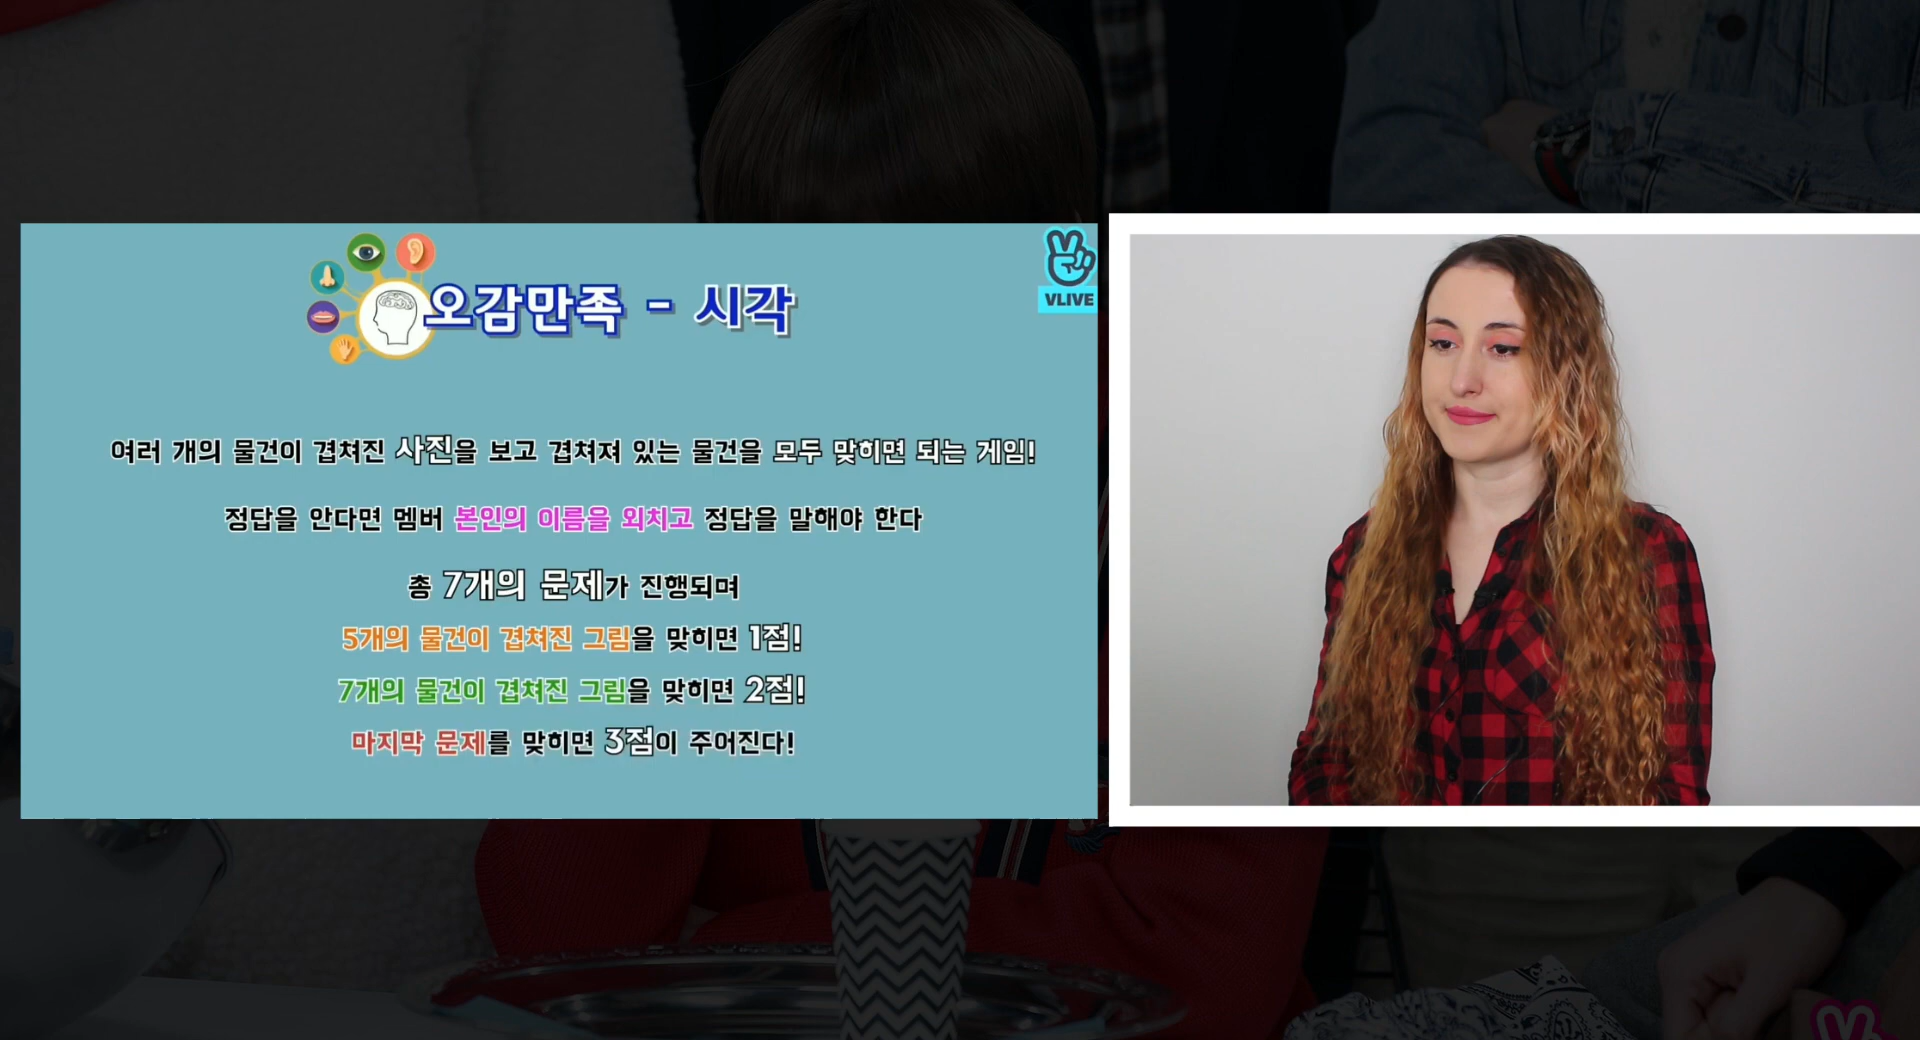 오감만족 - 시각
VLIVE
여러 개의 물건이 겹쳐진 사진을 보고 겹쳐져 있는 물건을 모두 맞히면 되는 게임!
정답을 안다면 멤버 본인의 이름을 외치고 정답을 말해야 한다
총 7개의 문제가 진행되며
5개의 물건이 겹쳐진 그림을 맞히면 1점!
7개의 물건이 겹쳐진 그림을 맞히면 2점!
마지막 문제를 맞히면 3점이 주어진다!